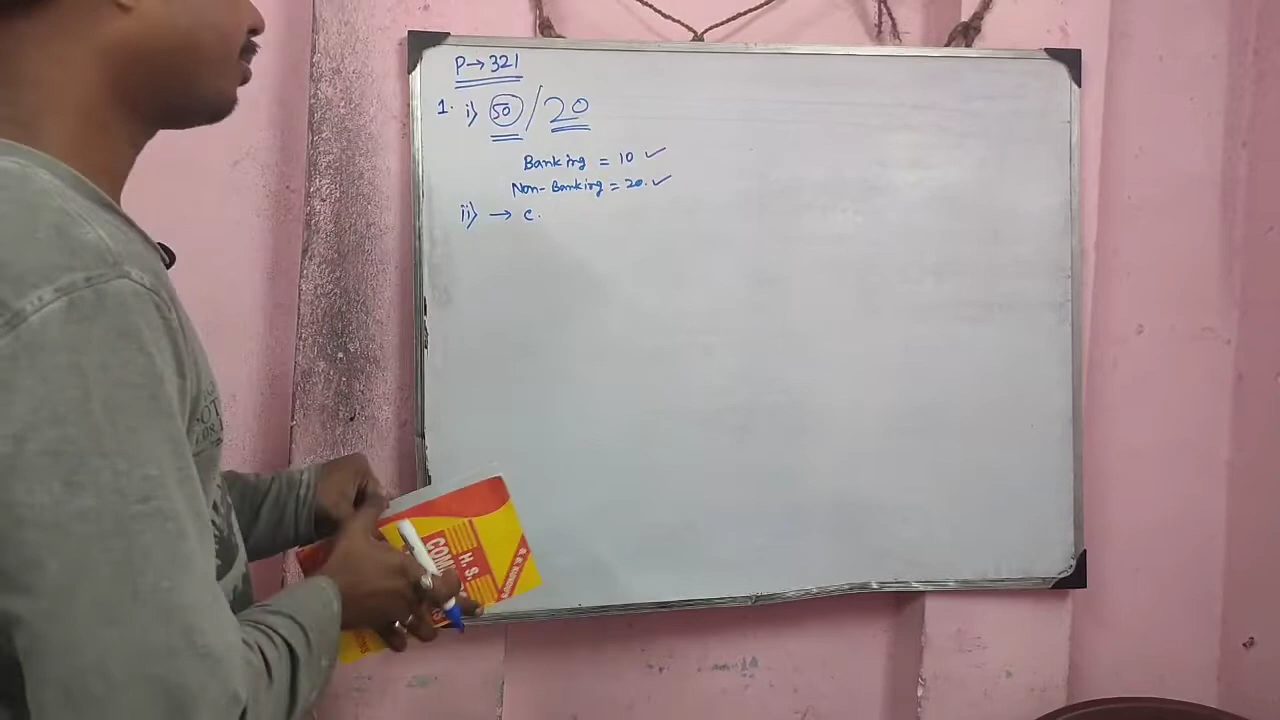 P→321
1. i) 50 / 20
Banking = 10 ✓
Non-Banking = 20. ✓
ii) → c.
H. S.